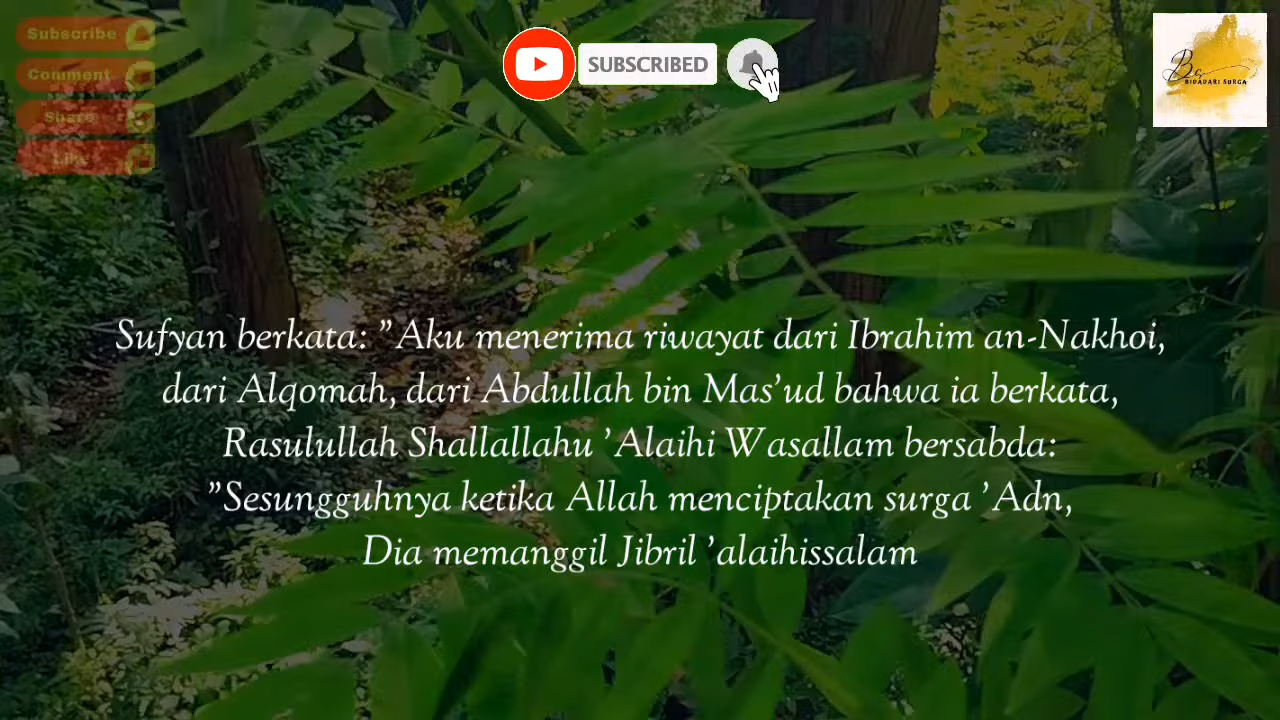 Subscribe
Comment
Share
Like
SUBSCRIBED
BIDADARI SURGA
Sufyan berkata: "Aku menerima riwayat dari Ibrahim an-Nakhoi,
dari Alqomah, dari Abdullah bin Mas'ud bahwa ia berkata,
Rasulullah Shallallahu 'Alaihi Wasallam bersabda:
"Sesungguhnya ketika Allah menciptakan surga 'Adn,
Dia memanggil Jibril 'alaihissalam